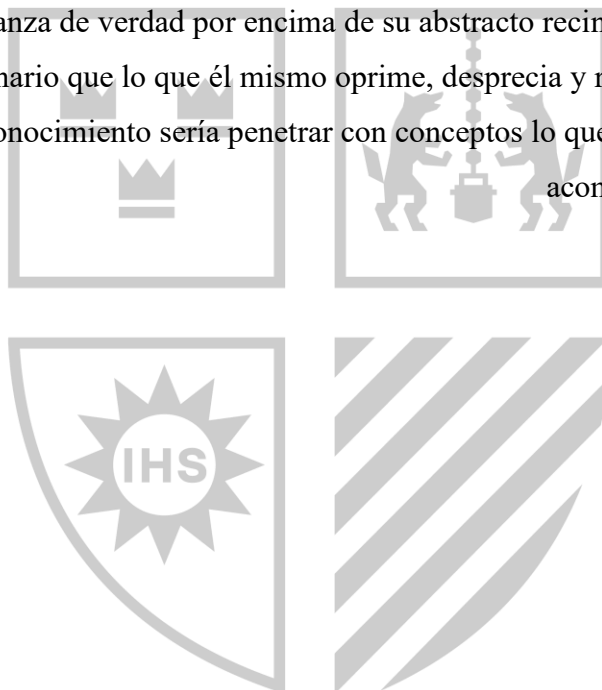 anza de verdad por encima de su abstracto recin
nario que lo que él mismo oprime, desprecia y r
onocimiento sería penetrar con conceptos lo que
acon
IHS